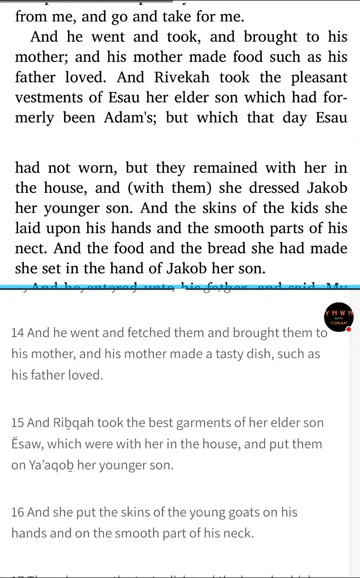 from me, and go and take for me.
And he went and took, and brought to his
mother; and his mother made food such as his
father loved. And Rivekah took the pleasant
vestments of Esau her elder son which had for-
merly been Adam's; but which that day Esau
had not worn, but they remained with her in
the house, and (with them) she dressed Jakob
her younger son. And the skins of the kids she
laid upon his hands and the smooth parts of his
nect. And the food and the bread she had made
she set in the hand of Jakob her son.
And he entered unto his father, and said, My
14 And he went and fetched them and brought them to
his mother, and his mother made a tasty dish, such as
his father loved.
15 And Riḇqah took the best garments of her elder son
Ěsaw, which were with her in the house, and put them
on Ya’aqoḇ her younger son.
16 And she put the skins of the young goats on his
hands and on the smooth part of his neck.